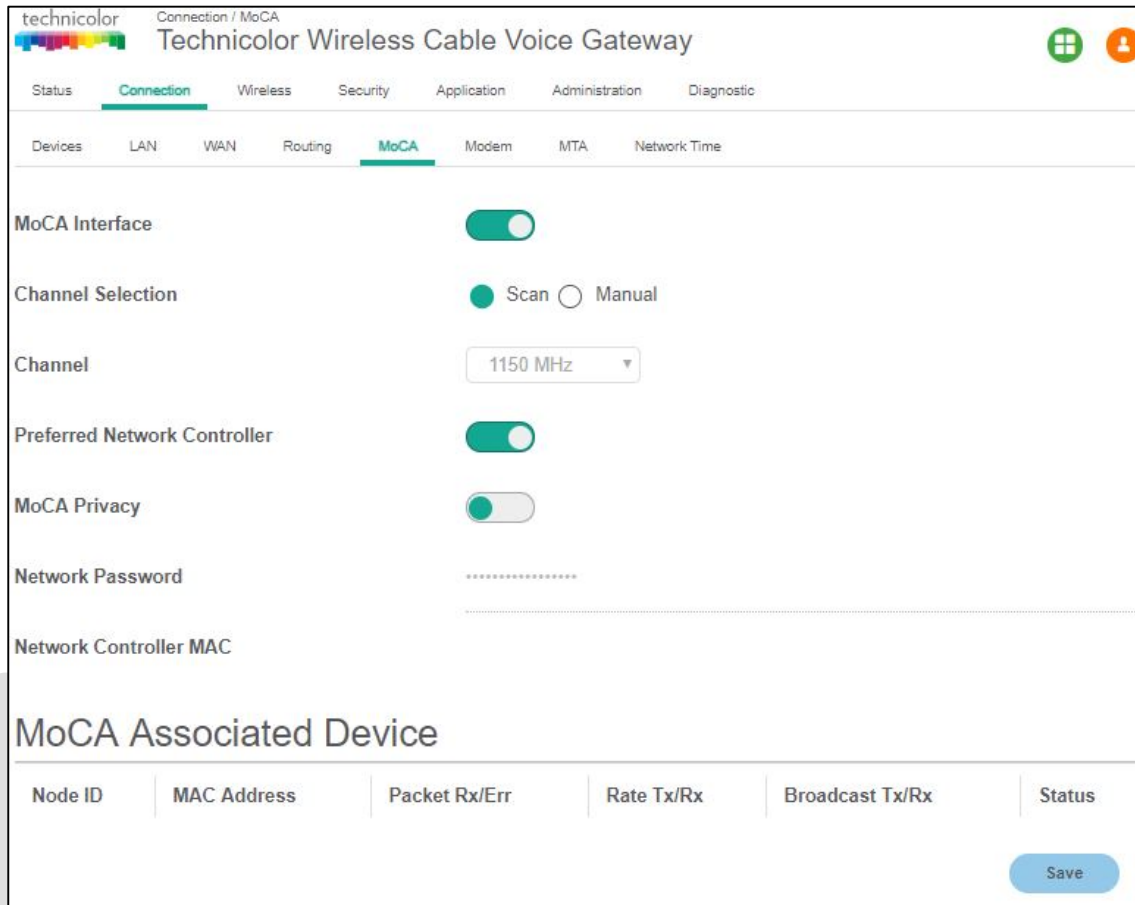 technicolor
Connection / MoCA
Technicolor Wireless Cable Voice Gateway
Status Connection Wireless Security Application Administration Diagnostic
Devices LAN WAN Routing MoCA Modem MTA Network Time
MoCA Interface
Channel Selection Scan Manual
Channel 1150 MHz
Preferred Network Controller
MoCA Privacy
Network Password •••••••••••••••••
Network Controller MAC
MoCA Associated Device
Node ID MAC Address Packet Rx/Err Rate Tx/Rx Broadcast Tx/Rx Status
Save